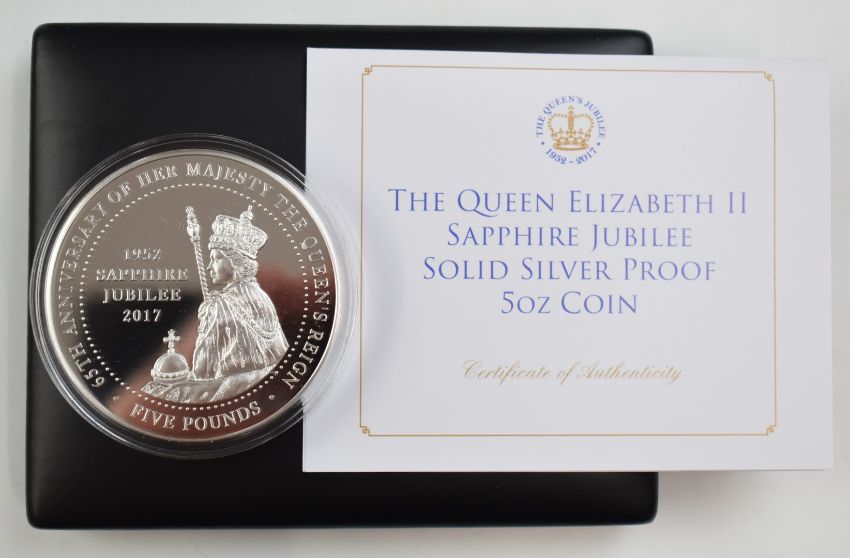 65TH ANNIVERSARY OF HER MAJESTY THE QUEEN'S REIGN
1952
SAPPHIRE
JUBILEE
2017
• FIVE POUNDS •
THE QUEEN'S JUBILEE
• 1952 - 2017 •
THE QUEEN ELIZABETH II
SAPPHIRE JUBILEE
SOLID SILVER PROOF
5OZ COIN
Certificate of Authenticity